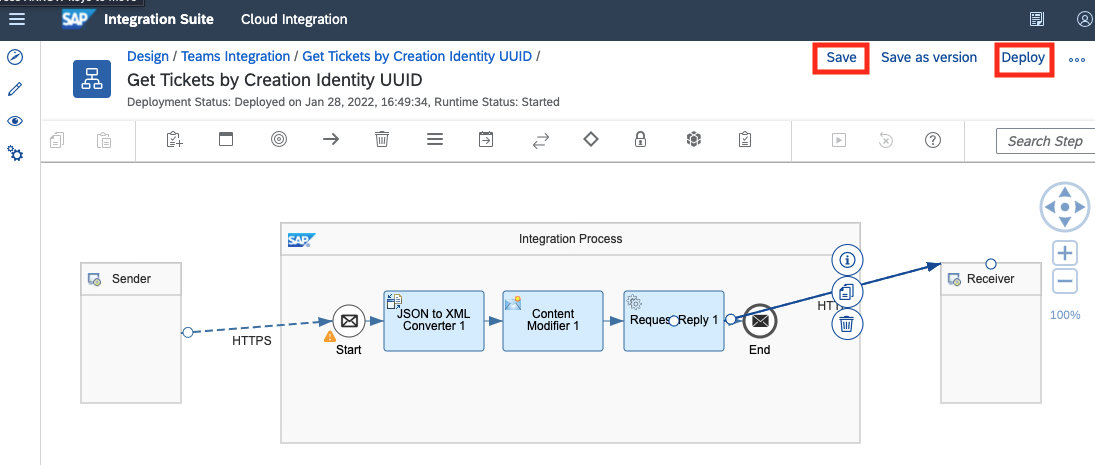 SAP Integration Suite Cloud Integration
Design / Teams Integration / Get Tickets by Creation Identity UUID /
Save Save as version Deploy
Get Tickets by Creation Identity UUID
Deployment Status: Deployed on Jan 28, 2022, 16:49:34, Runtime Status: Started
Search Step
SAP Integration Process
Sender
Receiver
HTTPS
Start
JSON to XML
Converter 1
Content
Modifier 1
Reply 1
End
100%